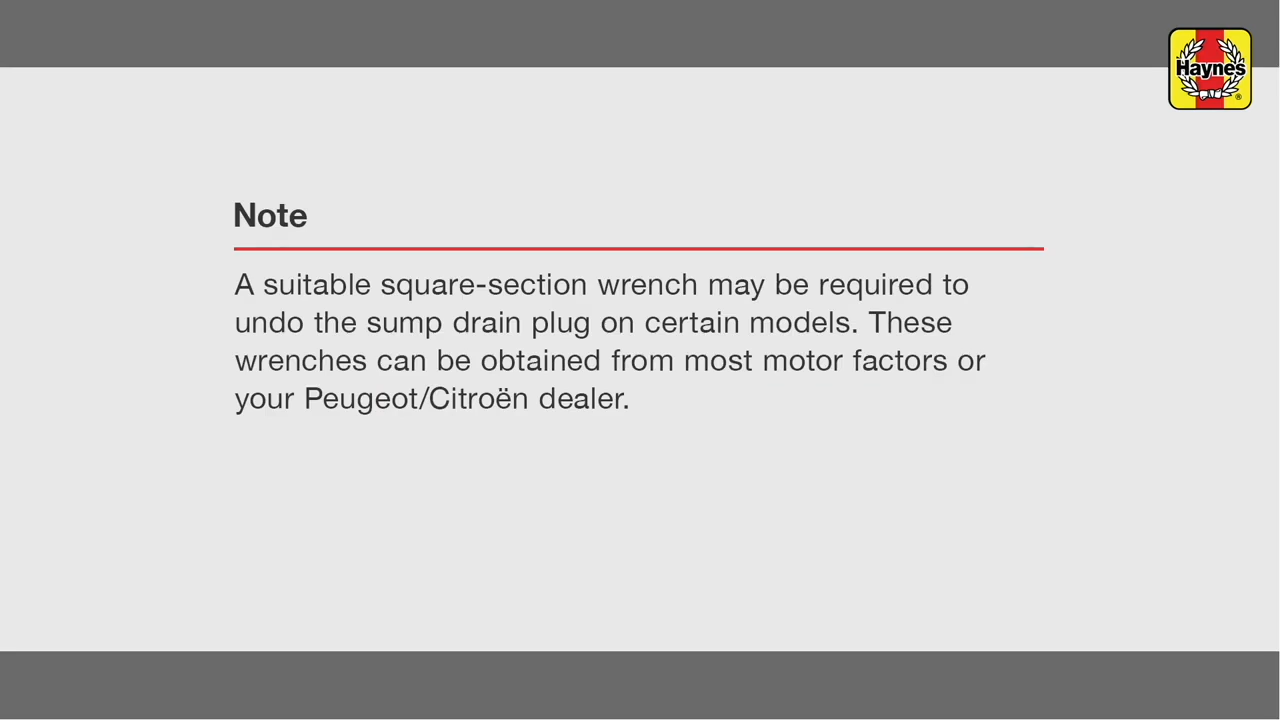 Haynes
®
Note
A suitable square-section wrench may be required to
undo the sump drain plug on certain models. These
wrenches can be obtained from most motor factors or
your Peugeot/Citroën dealer.